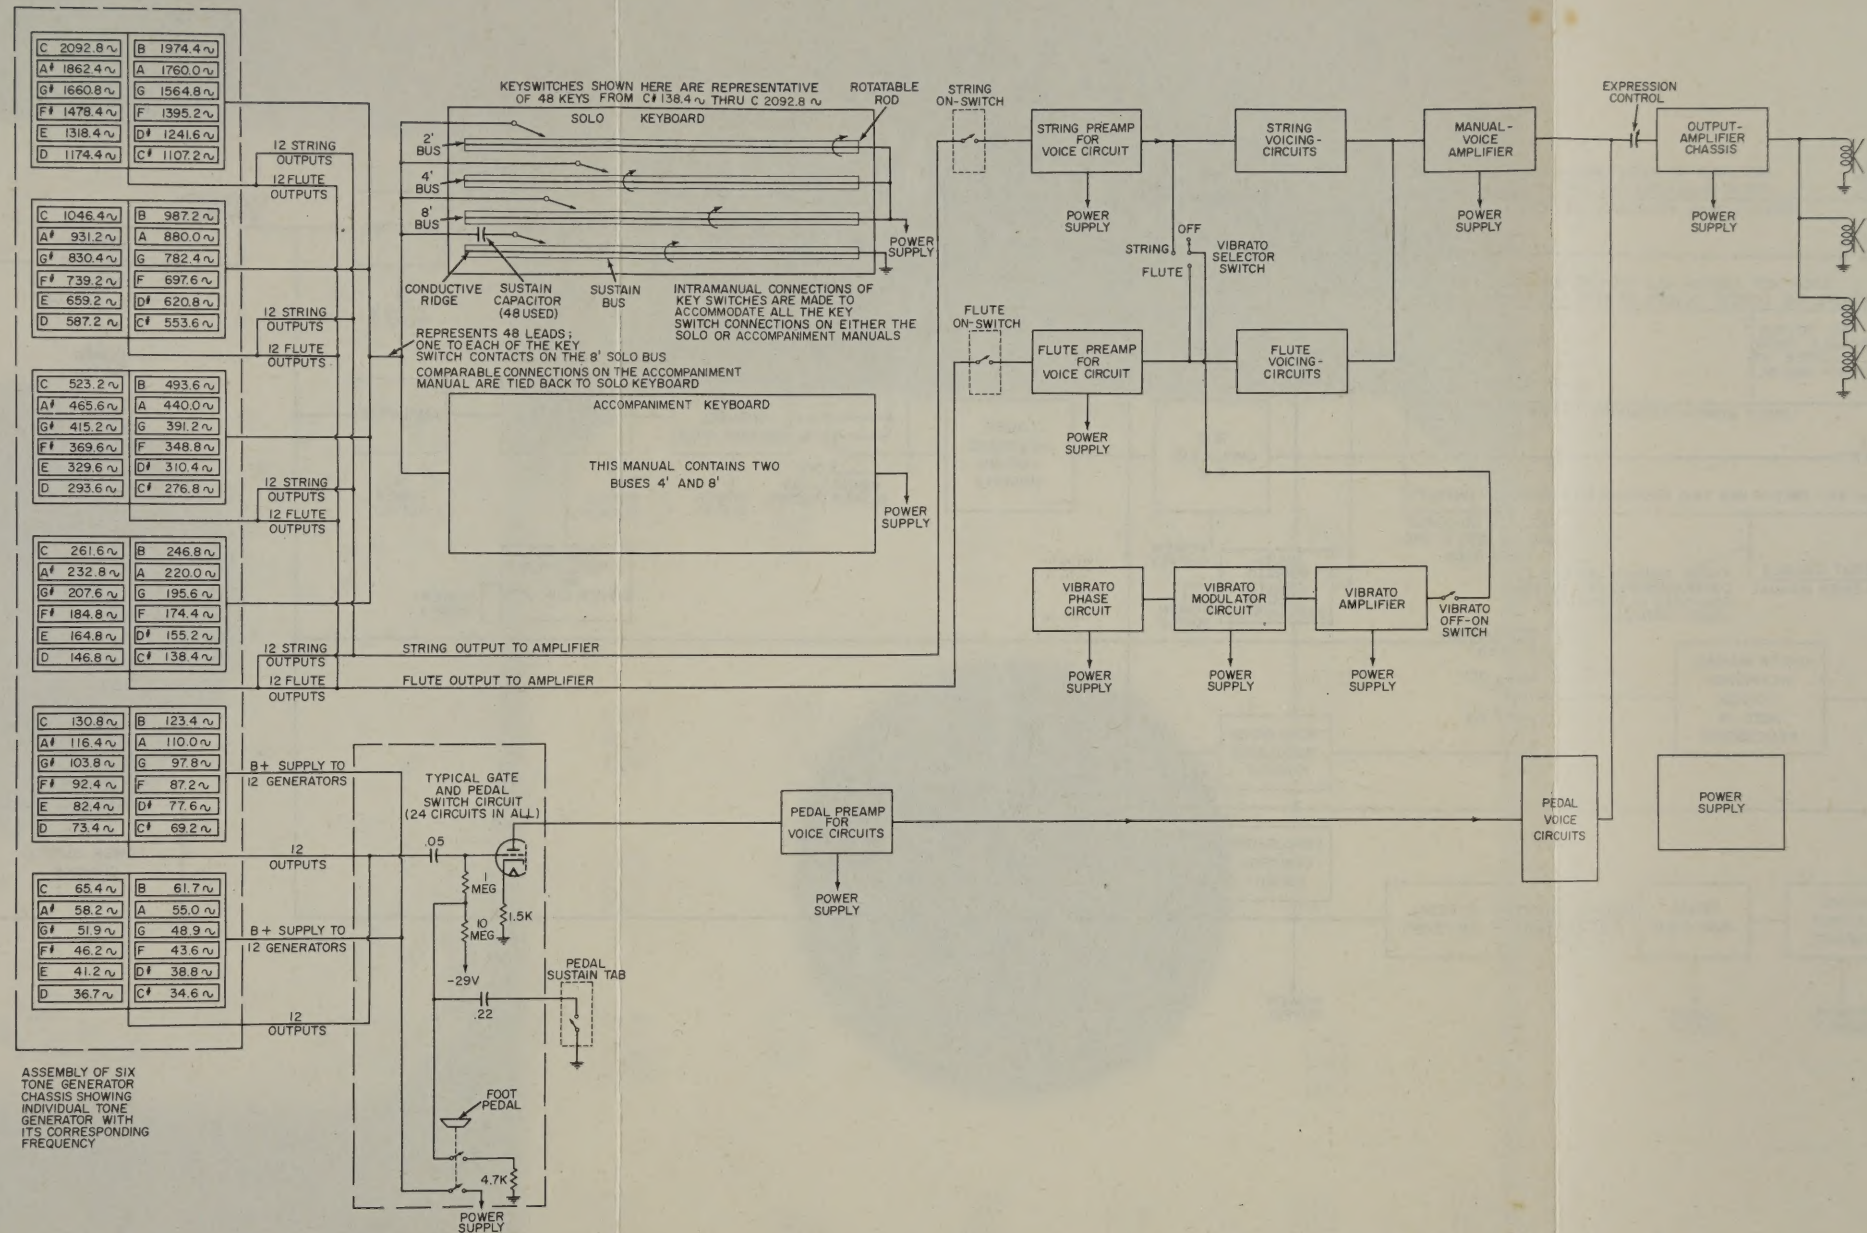 C 2092.8~ B 1974.4~
A# 1862.4~ A 1760.0~
G# 1660.8~ G 1564.8~
F# 1478.4~ F 1395.2~
E 1318.4~ D# 1241.6~
D 1174.4~ C# 1107.2~
12 STRING
OUTPUTS
12 FLUTE
OUTPUTS
C 1046.4~ B 987.2~
A# 931.2~ A 880.0~
G# 830.4~ G 782.4~
F# 739.2~ F 697.6~
E 659.2~ D# 620.8~
D 587.2~ C# 553.6~
12 STRING
OUTPUTS
12 FLUTE
OUTPUTS
C 523.2~ B 493.6~
A# 465.6~ A 440.0~
G# 415.2~ G 391.2~
F# 369.6~ F 348.8~
E 329.6~ D# 310.4~
D 293.6~ C# 276.8~
12 STRING
OUTPUTS
12 FLUTE
OUTPUTS
C 261.6~ B 246.8~
A# 232.8~ A 220.0~
G# 207.6~ G 195.6~
F# 184.8~ F 174.4~
E 164.8~ D# 155.2~
D 146.8~ C# 138.4~
12 STRING
OUTPUTS
12 FLUTE
OUTPUTS
C 130.8~ B 123.4~
A# 116.4~ A 110.0~
G# 103.8~ G 97.8~
F# 92.4~ F 87.2~
E 82.4~ D# 77.6~
D 73.4~ C# 69.2~
B+ SUPPLY TO
12 GENERATORS
12
OUTPUTS
C 65.4~ B 61.7~
A# 58.2~ A 55.0~
G# 51.9~ G 48.9~
F# 46.2~ F 43.6~
E 41.2~ D# 38.8~
D 36.7~ C# 34.6~
B+ SUPPLY TO
12 GENERATORS
12
OUTPUTS
ASSEMBLY OF SIX
TONE GENERATOR
CHASSIS SHOWING
INDIVIDUAL TONE
GENERATOR WITH
ITS CORRESPONDING
FREQUENCY
KEYSWITCHES SHOWN HERE ARE REPRESENTATIVE
OF 48 KEYS FROM C# 138.4~ THRU C 2092.8~
ROTATABLE
ROD
SOLO KEYBOARD
2'
BUS
4'
BUS
8'
BUS
POWER
SUPPLY
CONDUCTIVE
RIDGE
SUSTAIN
CAPACITOR
(48 USED)
SUSTAIN
BUS
INTRAMANUAL CONNECTIONS OF
KEY SWITCHES ARE MADE TO
ACCOMMODATE ALL THE KEY
SWITCH CONNECTIONS ON EITHER THE
SOLO OR ACCOMPANIMENT MANUALS
REPRESENTS 48 LEADS;
ONE TO EACH OF THE KEY
SWITCH CONTACTS ON THE 8' SOLO BUS
COMPARABLE CONNECTIONS ON THE ACCOMPANIMENT
MANUAL ARE TIED BACK TO SOLO KEYBOARD
ACCOMPANIMENT KEYBOARD
THIS MANUAL CONTAINS TWO
BUSES 4' AND 8'
POWER
SUPPLY
STRING OUTPUT TO AMPLIFIER
FLUTE OUTPUT TO AMPLIFIER
STRING
ON-SWITCH
STRING PREAMP
FOR
VOICE CIRCUIT
POWER
SUPPLY
STRING
VOICING-
CIRCUITS
MANUAL-
VOICE
AMPLIFIER
POWER
SUPPLY
EXPRESSION
CONTROL
OUTPUT-
AMPLIFIER
CHASSIS
POWER
SUPPLY
OFF
STRING
FLUTE
VIBRATO
SELECTOR
SWITCH
FLUTE
ON-SWITCH
FLUTE PREAMP
FOR
VOICE CIRCUIT
POWER
SUPPLY
FLUTE
VOICING-
CIRCUITS
VIBRATO
PHASE
CIRCUIT
POWER
SUPPLY
VIBRATO
MODULATOR
CIRCUIT
POWER
SUPPLY
VIBRATO
AMPLIFIER
POWER
SUPPLY
VIBRATO
OFF-ON
SWITCH
TYPICAL GATE
AND PEDAL
SWITCH CIRCUIT
(24 CIRCUITS IN ALL)
.05
1
MEG
10
MEG
1.5K
-29V
.22
PEDAL
SUSTAIN TAB
FOOT
PEDAL
4.7K
POWER
SUPPLY
PEDAL PREAMP
FOR
VOICE CIRCUITS
POWER
SUPPLY
PEDAL
VOICE
CIRCUITS
POWER
SUPPLY